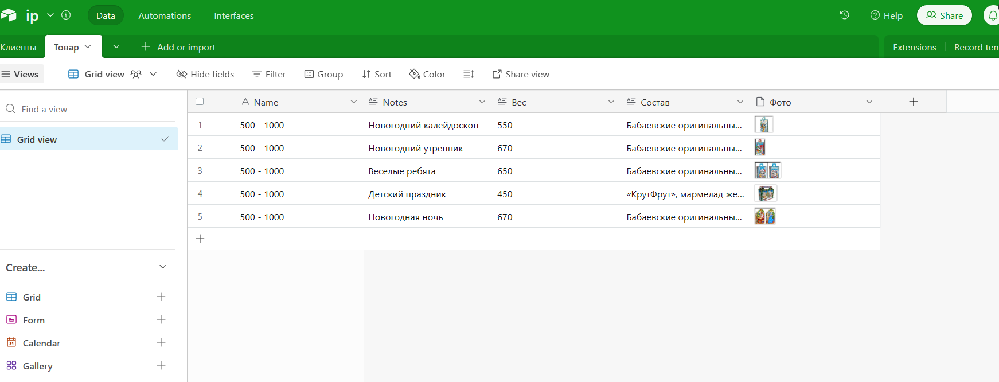 ip Data Automations Interfaces Help Share
Клиенты Товар Add or import Extensions Record tem
Views Grid view Hide fields Filter Group Sort Color Share view
Find a view
Grid view
Name Notes Вес Состав Фото
1 500 - 1000 Новогодний калейдоскоп 550 Бабаевские оригинальны...
2 500 - 1000 Новогодний утренник 670 Бабаевские оригинальны...
3 500 - 1000 Веселые ребята 650 Бабаевские оригинальны...
4 500 - 1000 Детский праздник 450 «КрутФрут», мармелад же...
5 500 - 1000 Новогодная ночь 670 Бабаевские оригинальны...
Create...
Grid
Form
31 Calendar
Gallery